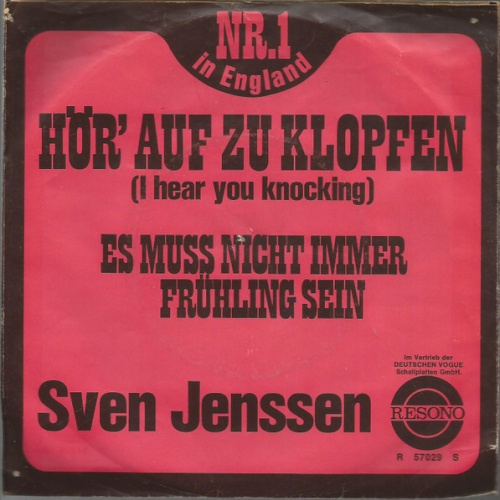 NR.1
in England
HÖR' AUF ZU KLOPFEN
(I hear you knocking)
ES MUSS NICHT IMMER
FRÜHLING SEIN
Im Vertrieb der
DEUTSCHEN VOGUE
Schallplatten GmbH.
Sven Jenssen
RESONO
R 57029 S